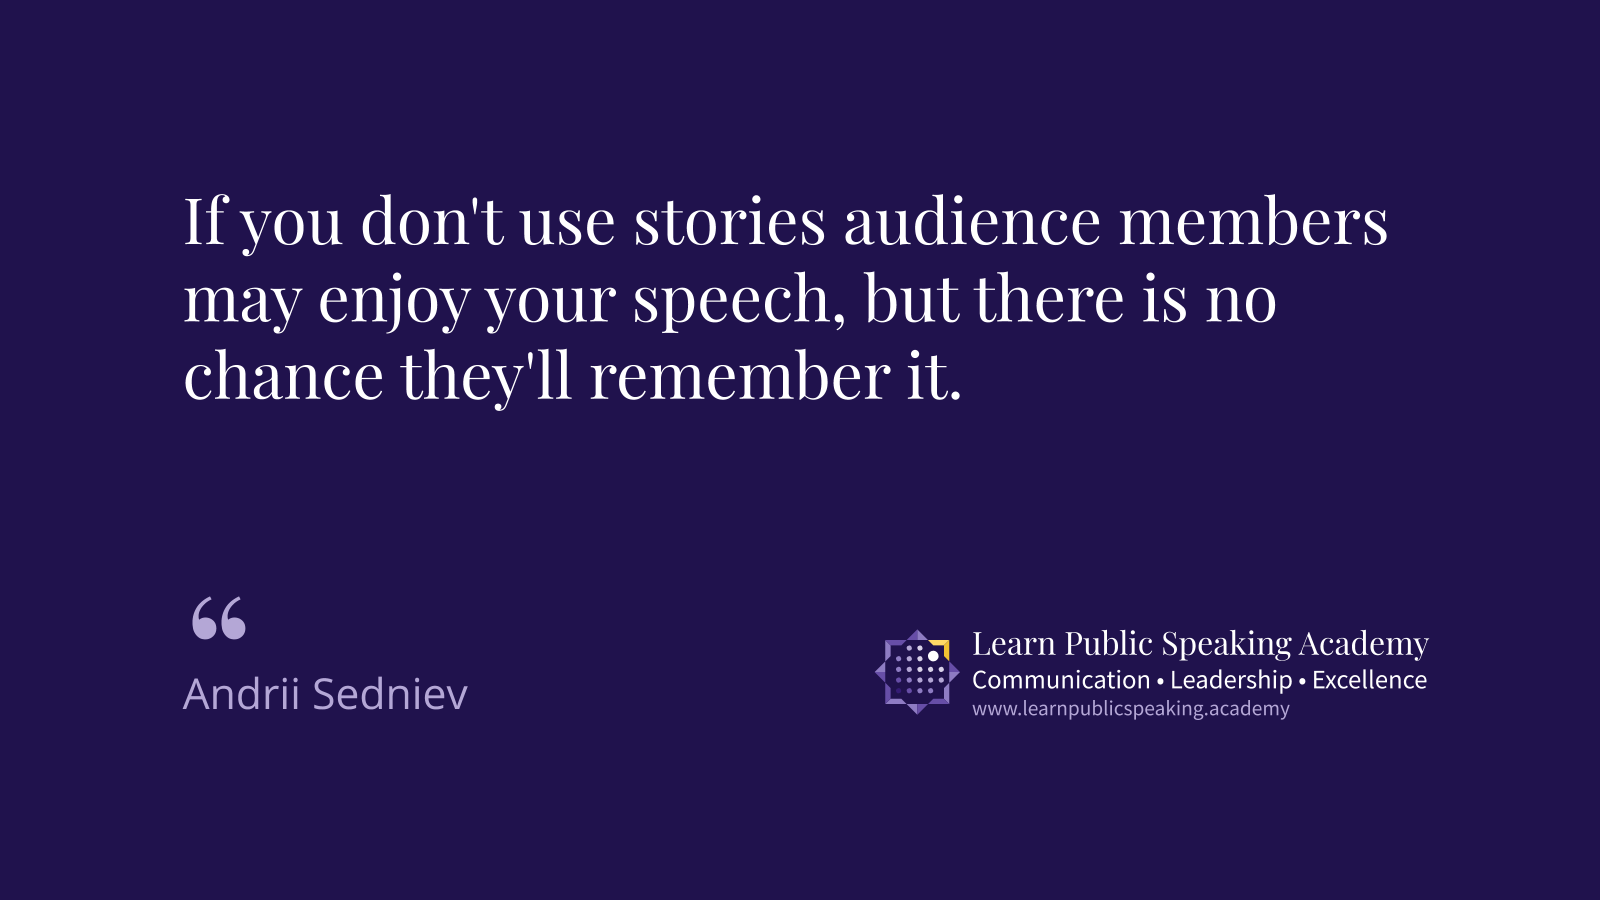 If you don't use stories audience members
may enjoy your speech, but there is no
chance they'll remember it.
“
Andrii Sedniev
Learn Public Speaking Academy
Communication • Leadership • Excellence
www.learnpublicspeaking.academy